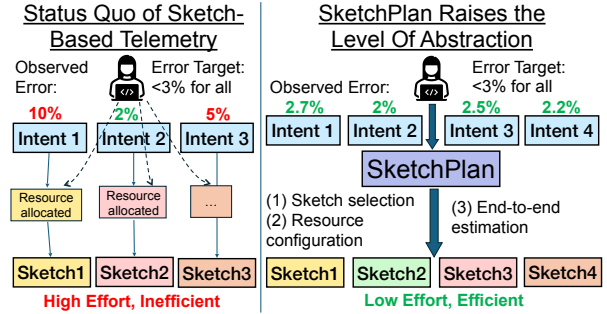 Status Quo of Sketch-
Based Telemetry
Observed
Error:
Error Target:
<3% for all
10%
2%
5%
Intent 1
Intent 2
Intent 3
Resource
allocated
Resource
allocated
...
Sketch1
Sketch2
Sketch3
High Effort, Inefficient
SketchPlan Raises the
Level Of Abstraction
Observed Error:
Error Target:
<3% for all
2.7%
2%
2.5%
2.2%
Intent 1
Intent 2
Intent 3
Intent 4
SketchPlan
(1) Sketch selection
(2) Resource
configuration
(3) End-to-end
estimation
Sketch1
Sketch2
Sketch3
Sketch4
Low Effort, Efficient